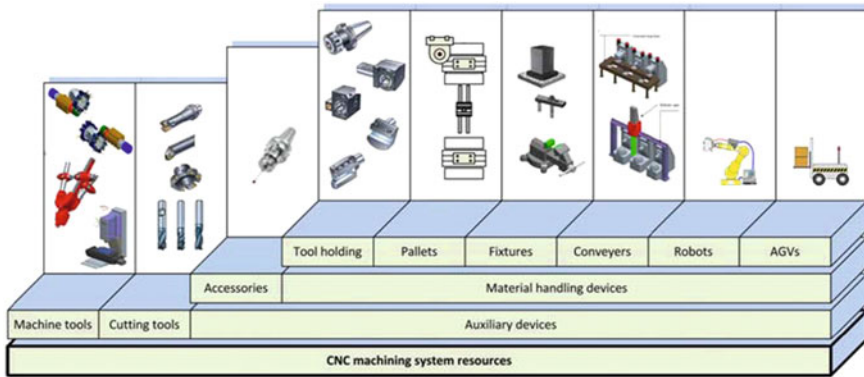 Tool holding
Pallets
Fixtures
Conveyers
Robots
AGVs
Accessories
Material handling devices
Machine tools
Cutting tools
Auxiliary devices
CNC machining system resources